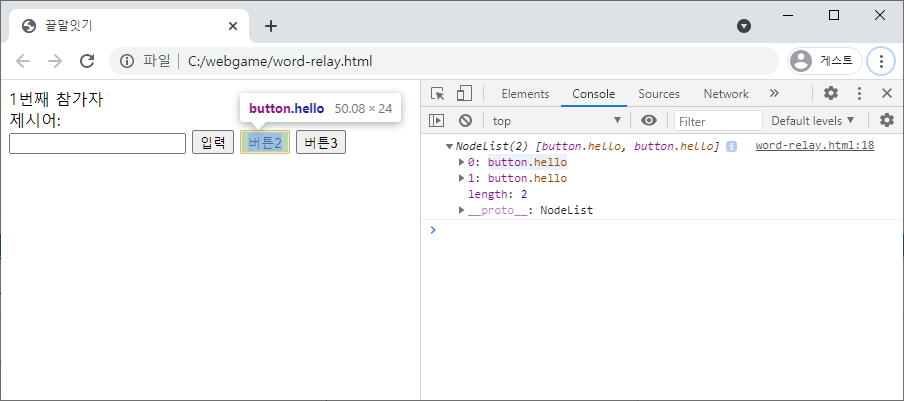 끝말잇기
파일 C:/webgame/word-relay.html 게스트
1번째 참가자
제시어:
입력 버튼2 버튼3
button.hello 50.08 × 24
Elements Console Sources Network »
top Filter Default levels
NodeList(2) [button.hello, button.hello] i word-relay.html:18
0: button.hello
1: button.hello
length: 2
__proto__: NodeList